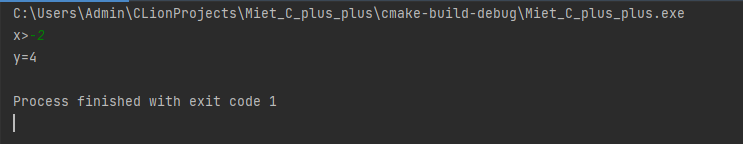 C:\Users\Admin\CLionProjects\Miet_C_plus_plus\cmake-build-debug\Miet_C_plus_plus.exe
x>-2
y=4
Process finished with exit code 1